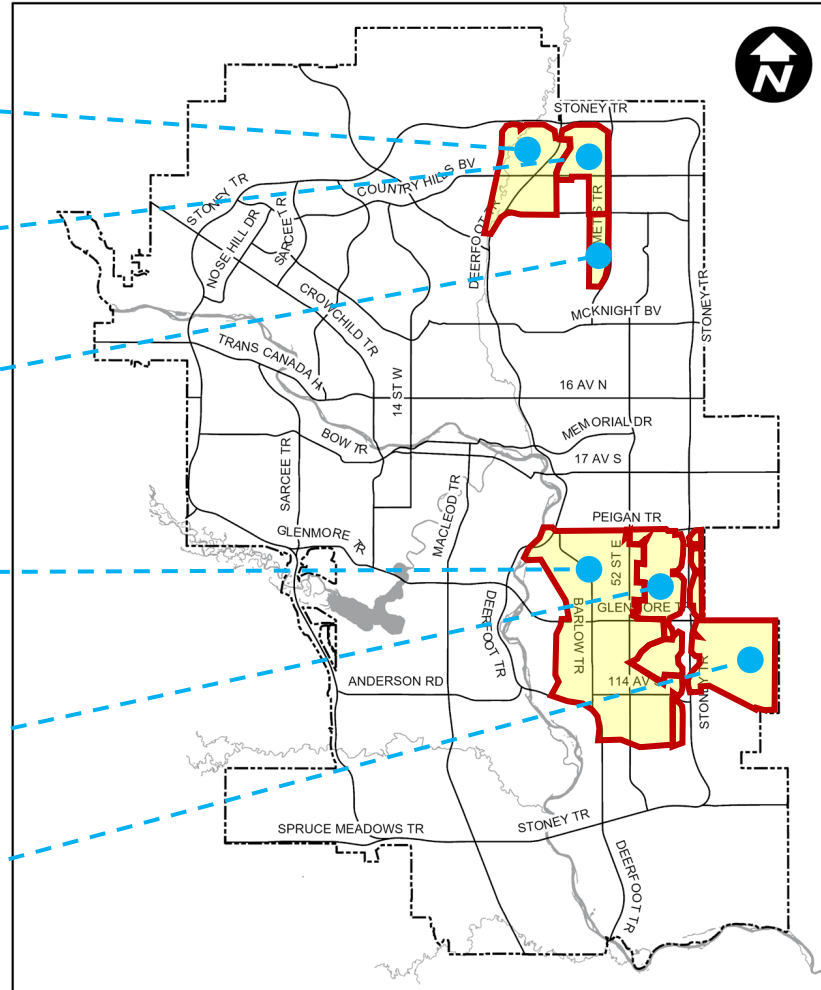 N
STONEY TR
COUNTRY HILLS BV
STONEY TR
SARCEE TR
NOSE HILL DR
METIS TR
DEERFOOT TR
STONEY TR
CROWCHILD TR
MCKNIGHT BV
TRANS CANADA H
16 AV N
14 ST W
MEMORIAL DR
BOW TR
17 AV S
SARCEE TR
MACLEOD TR
PEIGAN TR
GLENMORE TR
52 ST E
BARLOW TR
GLENMORE TR
DEERFOOT TR
ANDERSON RD
114 AV S
STONEY TR
STONEY TR
SPRUCE MEADOWS TR
DEERFOOT TR